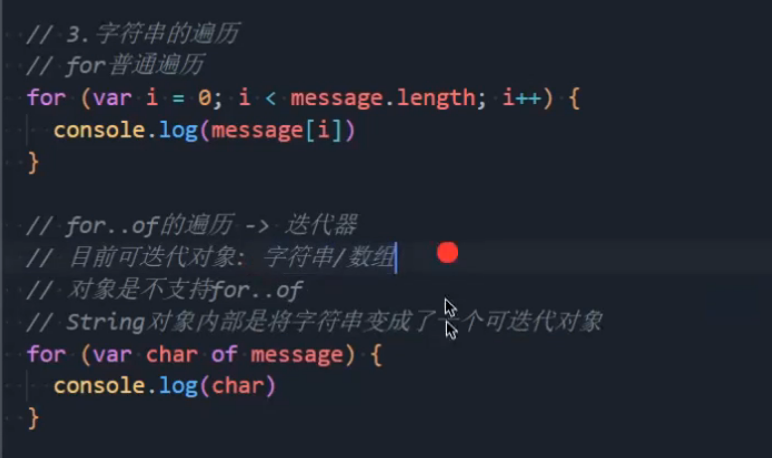 // 3.字符串的遍历
// for普通遍历
for (var i = 0; i < message.length; i++) {
console.log(message[i])
}
// for..of的遍历 -> 迭代器
// 目前可迭代对象: 字符串/数组
// 对象是不支持for..of
// String对象内部是将字符串变成了一个可迭代对象
for (var char of message) {
console.log(char)
}